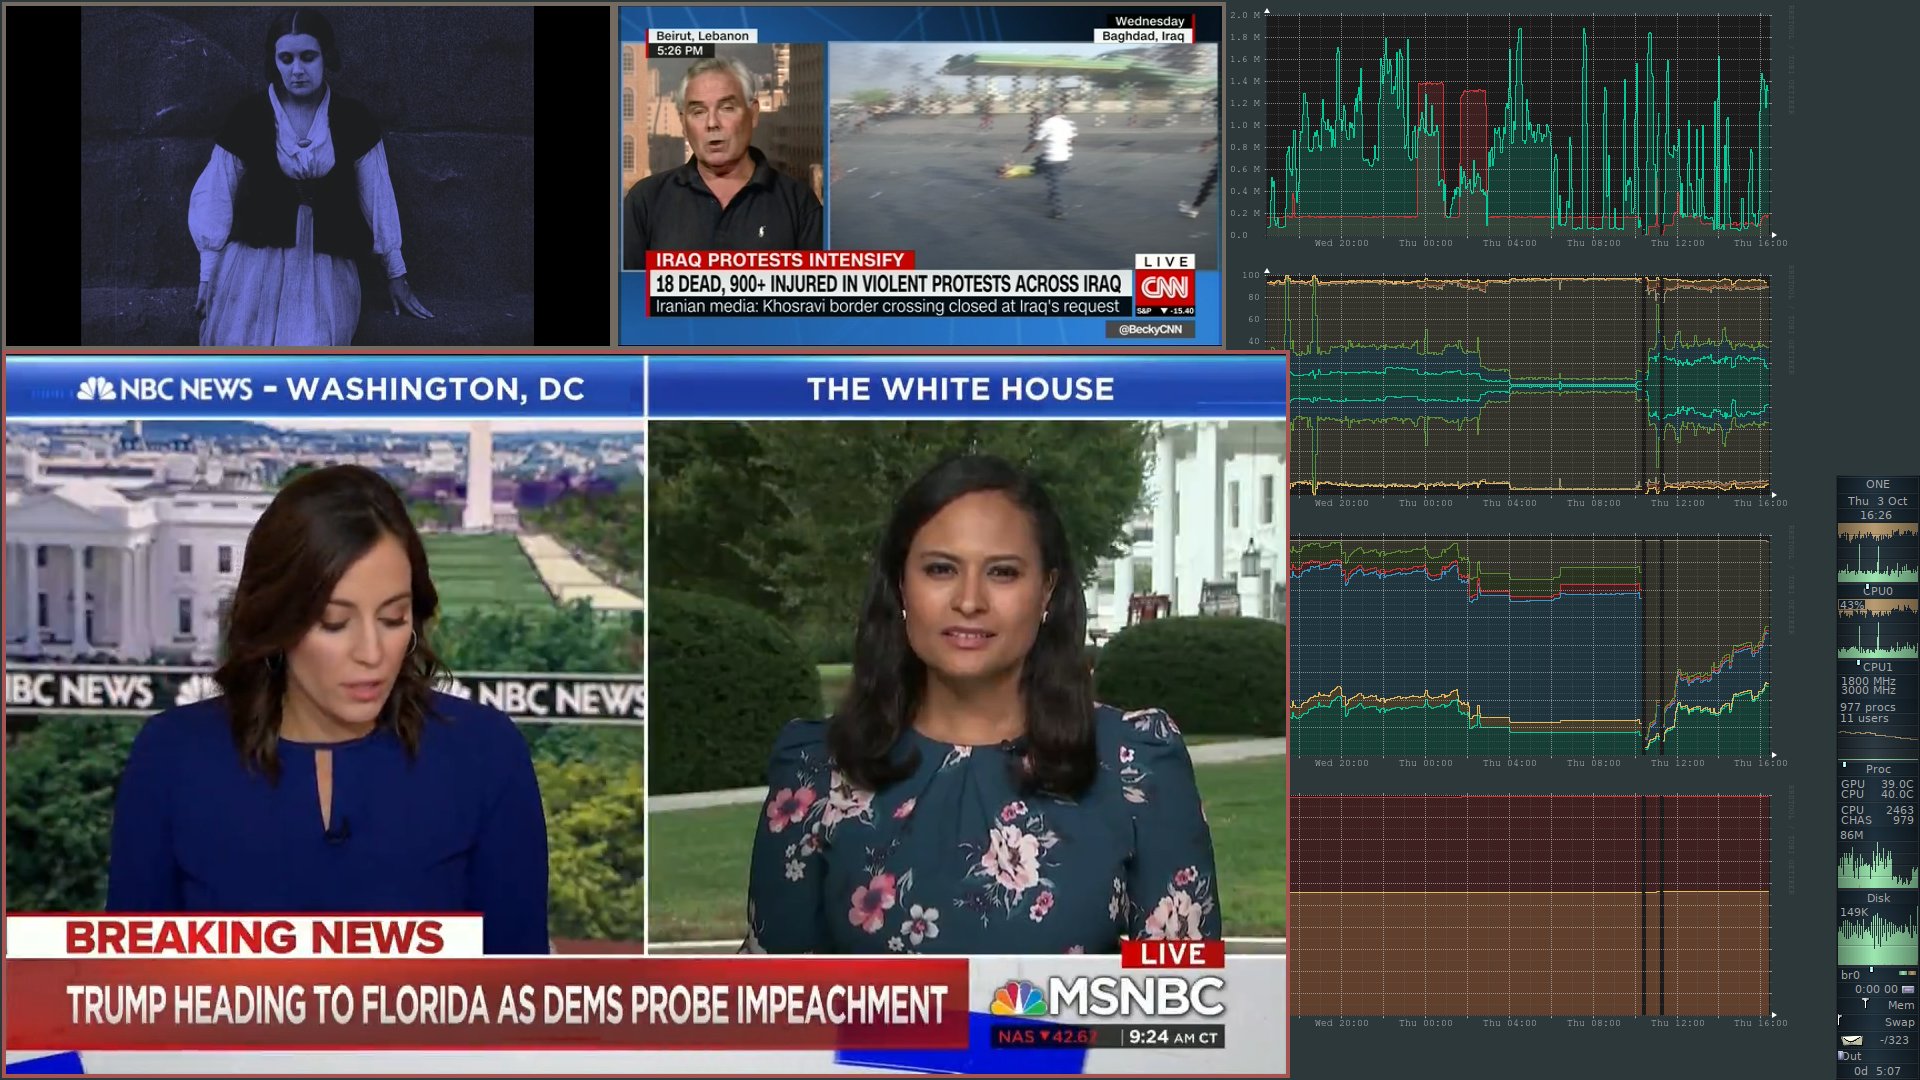 Beirut, Lebanon
5:26 PM
Wednesday
Baghdad, Iraq
IRAQ PROTESTS INTENSIFY
18 DEAD, 900+ INJURED IN VIOLENT PROTESTS ACROSS IRAQ
Iranian media: Khosravi border crossing closed at Iraq's request
LIVE
CNN
S&P ▼ -15.40
@BeckyCNN
NBC NEWS - WASHINGTON, DC
THE WHITE HOUSE
BC NEWS
NBC NEWS
BREAKING NEWS
TRUMP HEADING TO FLORIDA AS DEMS PROBE IMPEACHMENT
LIVE
MSNBC
NAS ▼42.62
9:24 AM CT
2.0 M
1.8 M
1.6 M
1.4 M
1.2 M
1.0 M
0.8 M
0.6 M
0.4 M
0.2 M
0.0
Wed 20:00 Thu 00:00 Thu 04:00 Thu 08:00 Thu 12:00 Thu 16:00
100
80
60
40
Wed 20:00 Thu 00:00 Thu 04:00 Thu 08:00 Thu 12:00 Thu 16:00
Wed 20:00 Thu 00:00 Thu 04:00 Thu 08:00 Thu 12:00 Thu 16:00
Wed 20:00 Thu 00:00 Thu 04:00 Thu 08:00 Thu 12:00 Thu 16:00
ONE
Thu 3 Oct
16:26
CPU0
43%
CPU1
1800 MHz
3000 MHz
977 procs
11 users
Proc
GPU 39.0C
CPU 40.0C
CPU 2463
CHAS 979
86M
Disk
149K
br0
0:00 00
Mem
Swap
-/323
Out
0d 5:07